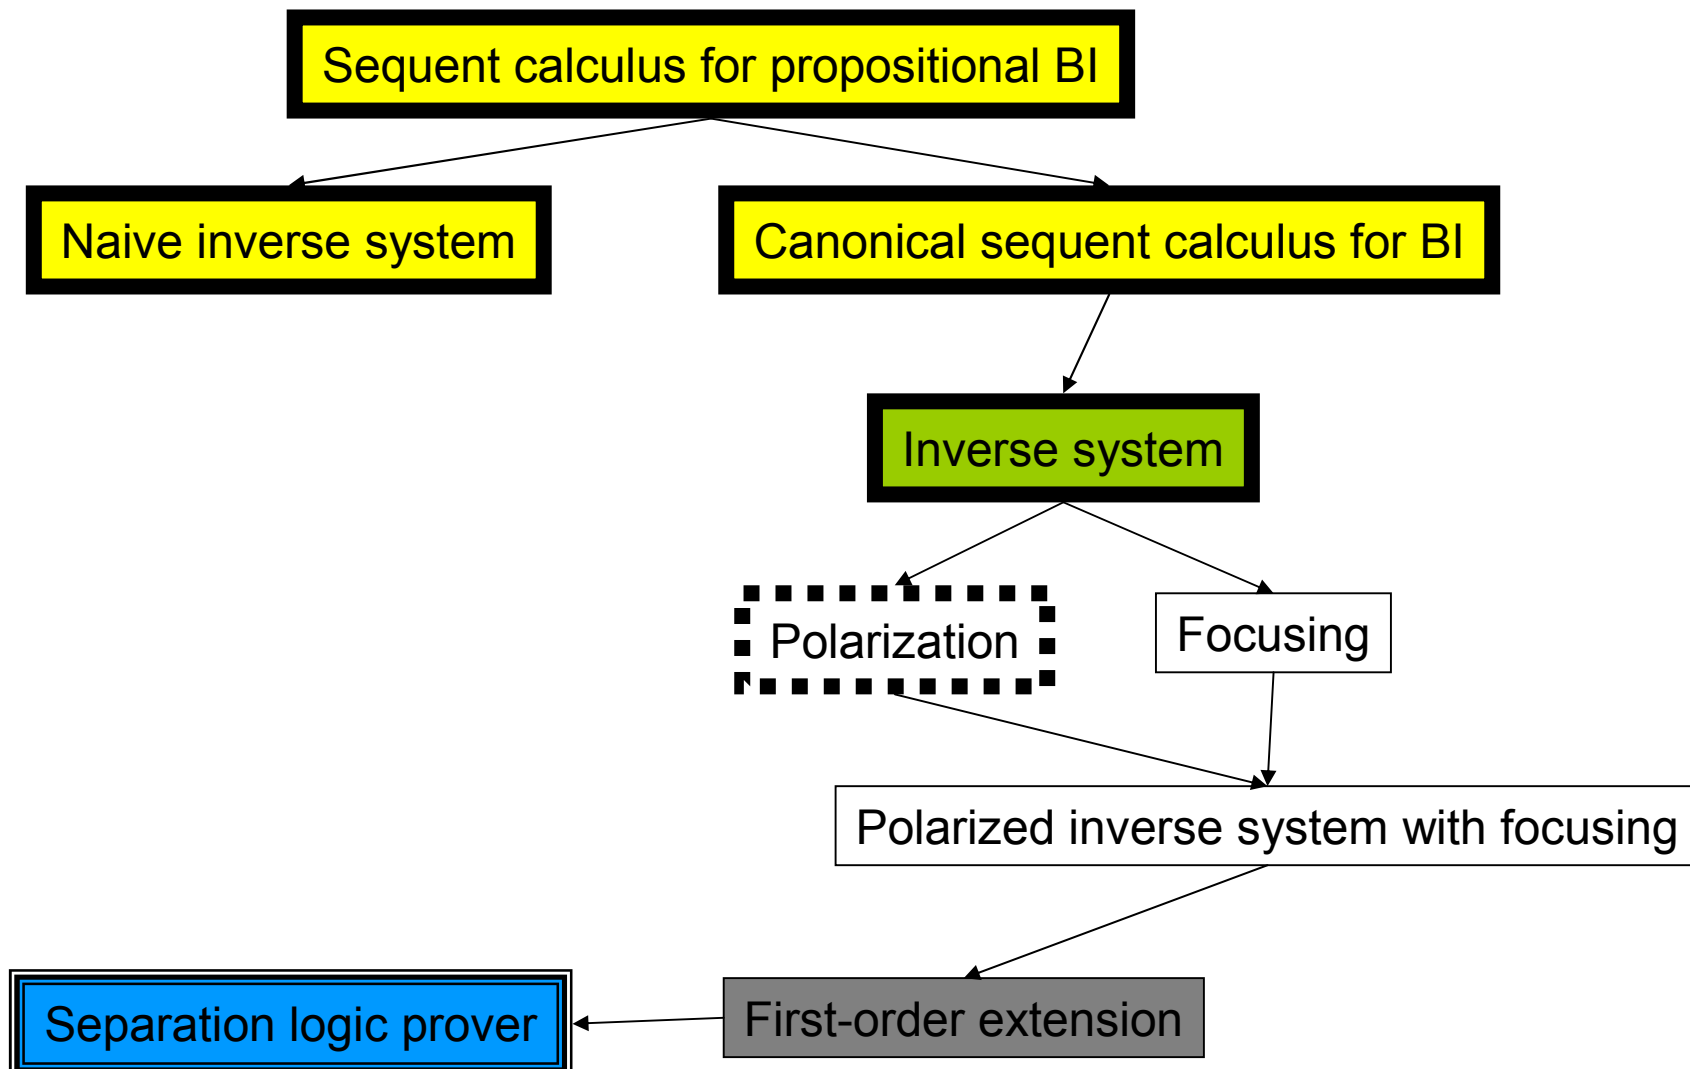 Sequent calculus for propositional BI
Naive inverse system
Canonical sequent calculus for BI
Inverse system
Polarization
Focusing
Polarized inverse system with focusing
Separation logic prover
First-order extension